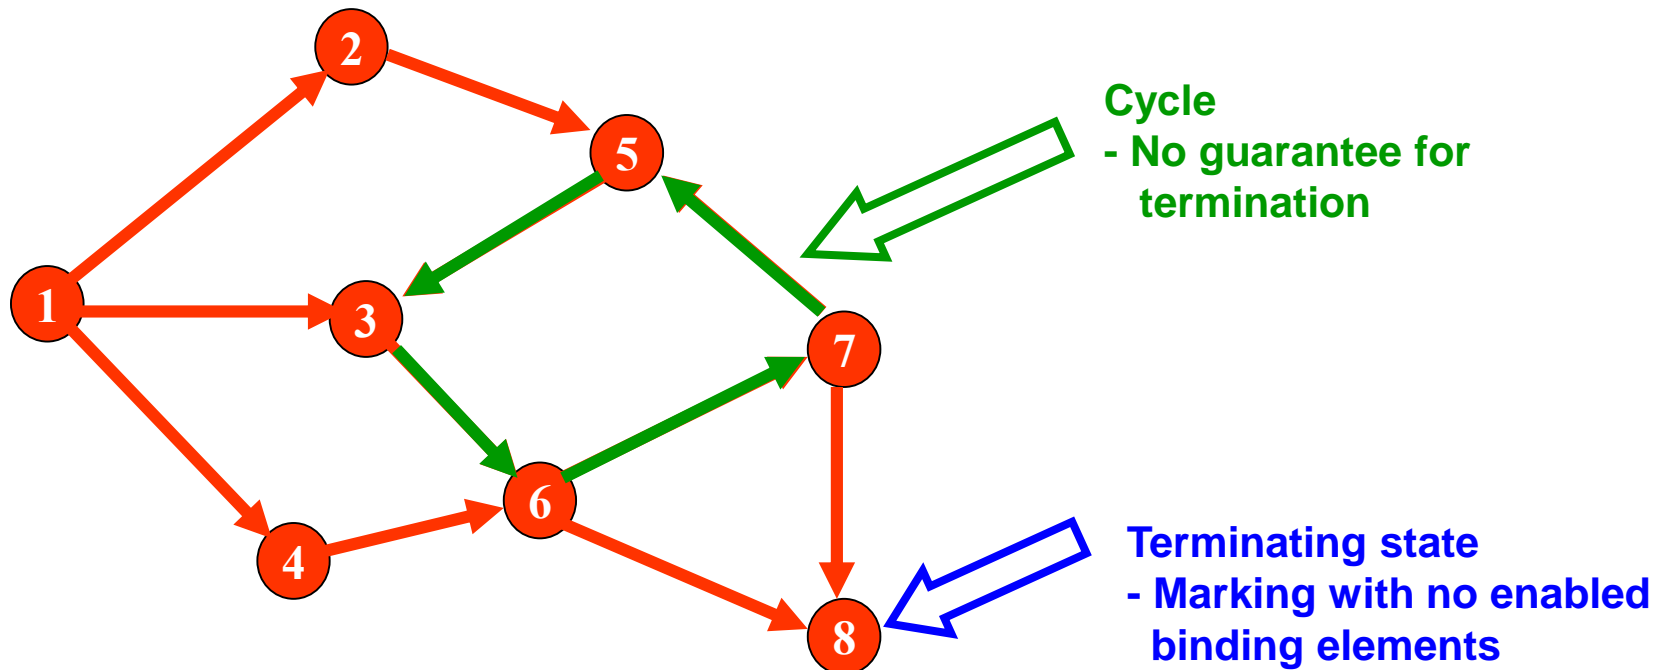 2
Cycle
- No guarantee for
termination
5
1
3
7
6
4
Terminating state
- Marking with no enabled
binding elements
8